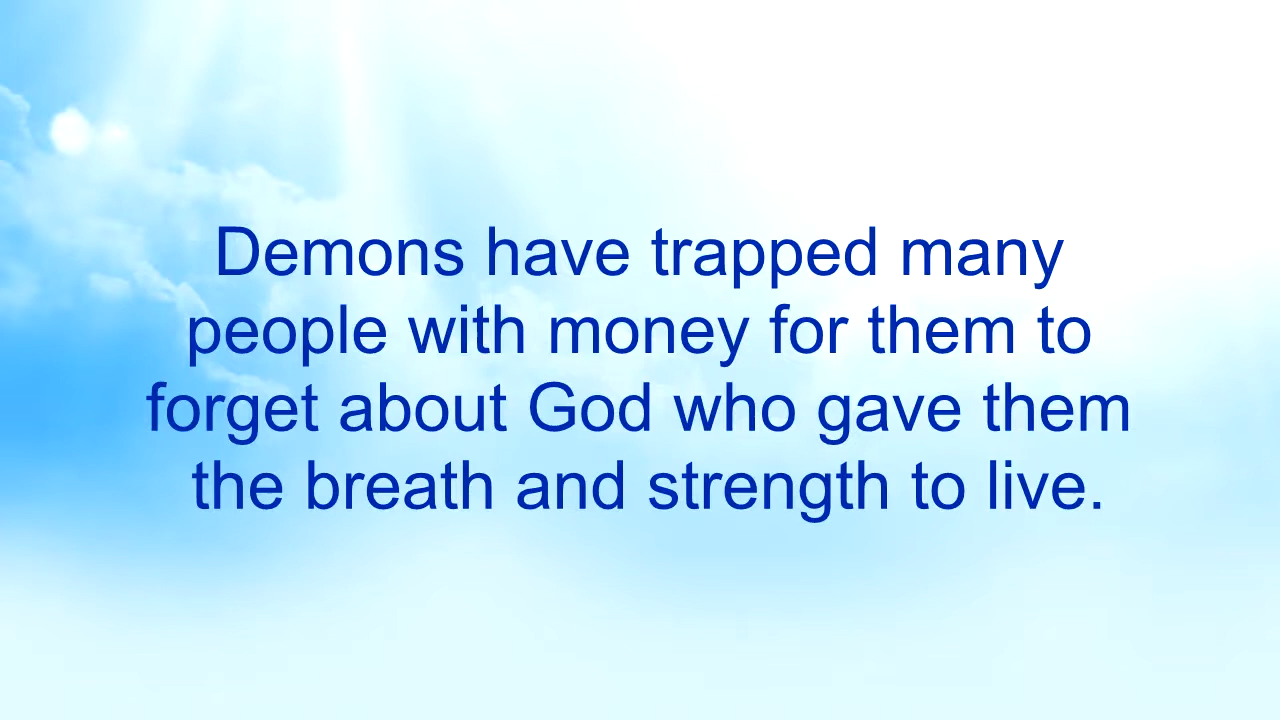 Demons have trapped many
people with money for them to
forget about God who gave them
the breath and strength to live.